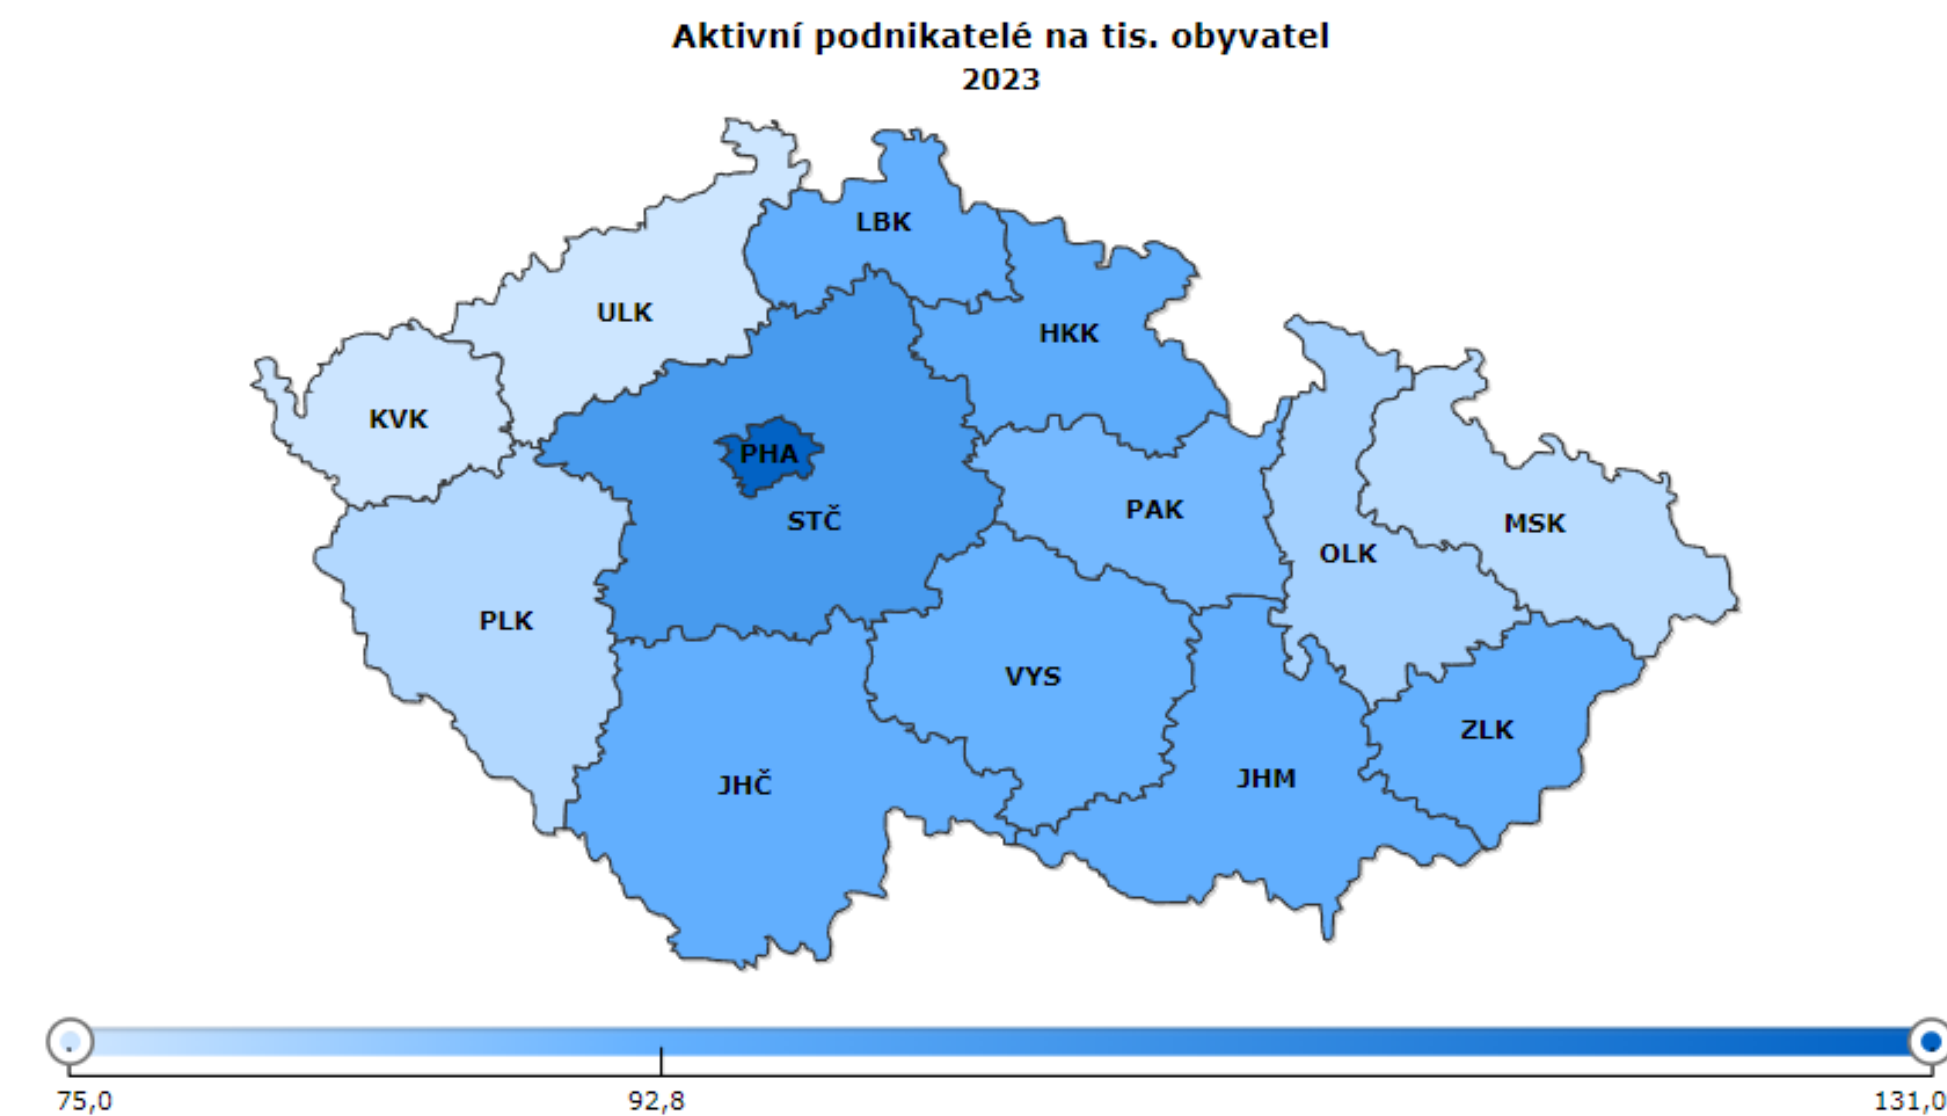 Aktivní podnikatelé na tis. obyvatel
2023
LBK
ULK
HKK
KVK
PHA
PAK
STČ
MSK
OLK
PLK
VYS
ZLK
JHČ
JHM
75,0
92,8
131,0